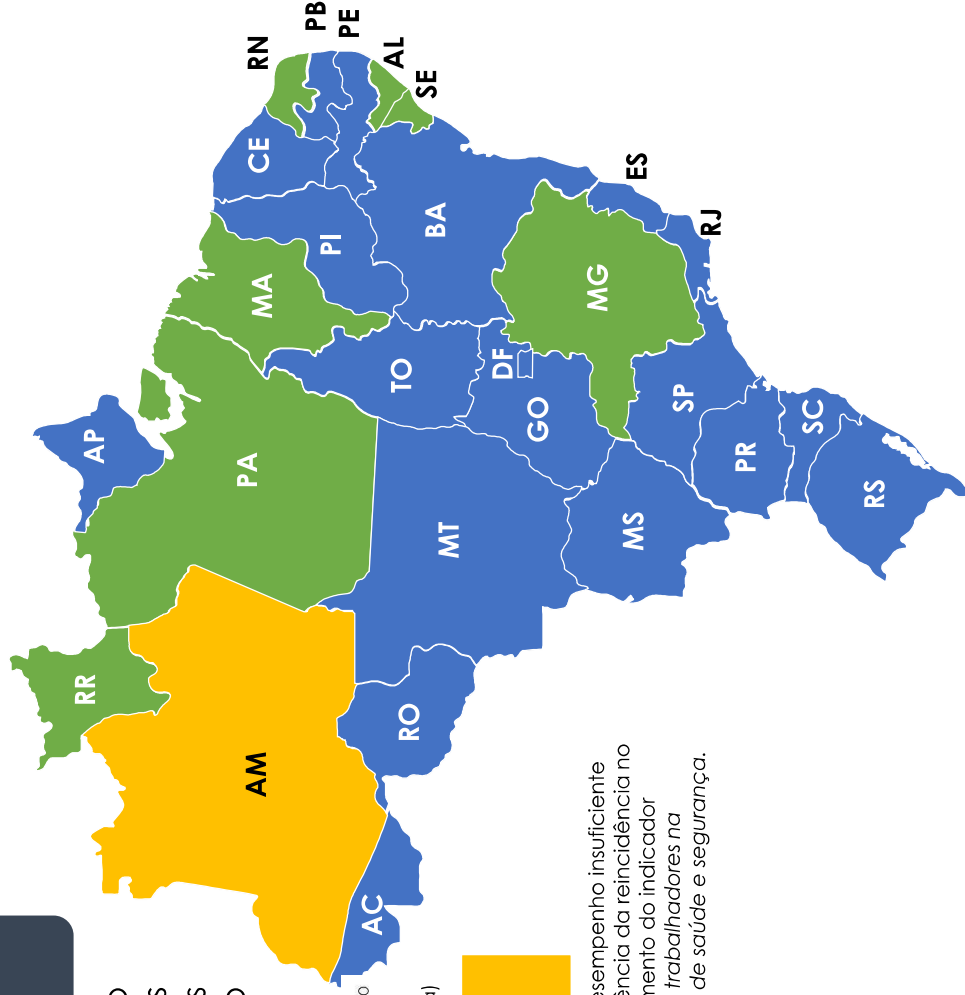 RR
AP
AM
PA
MA
CE
RN
PB
PE
AL
SE
PI
BA
TO
AC
RO
MT
DF
GO
MG
ES
RJ
MS
SP
PR
SC
RS
a)
esempenho insuficiente
ência da reincidência no
mento do indicador
trabalhadores na
de saúde e segurança.